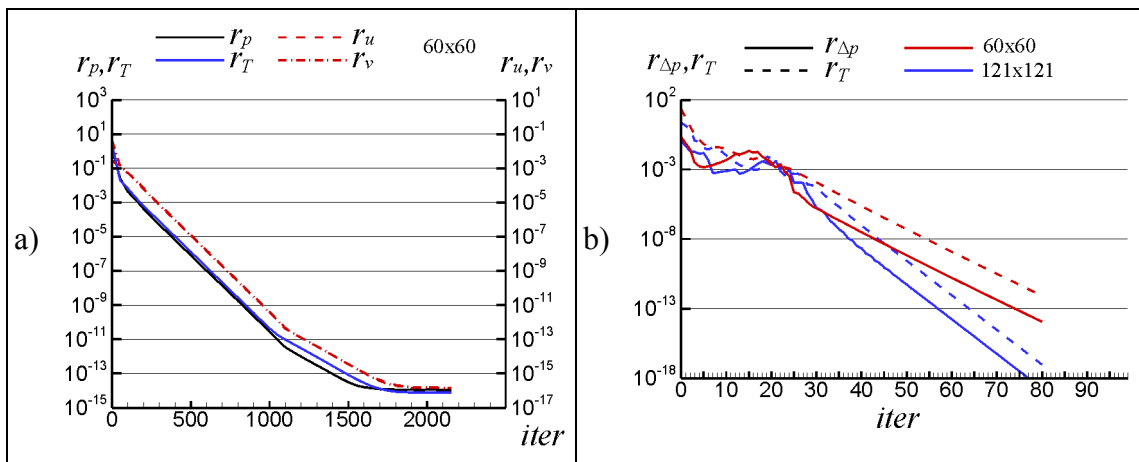 r_p r_u 60x60
r_T r_v
r_p, r_T r_u, r_v
10^3 10^1
10^1 10^-1
10^-1 10^-3
10^-3 10^-5
10^-5 10^-7
10^-7 10^-9
10^-9 10^-11
10^-11 10^-13
10^-13 10^-15
10^-15 10^-17
0 500 1000 1500 2000
iter
a)
r_Δp 60x60
r_T 121x121
r_Δp, r_T
10^2
10^-3
10^-8
10^-13
10^-18
0 10 20 30 40 50 60 70 80 90
iter
b)